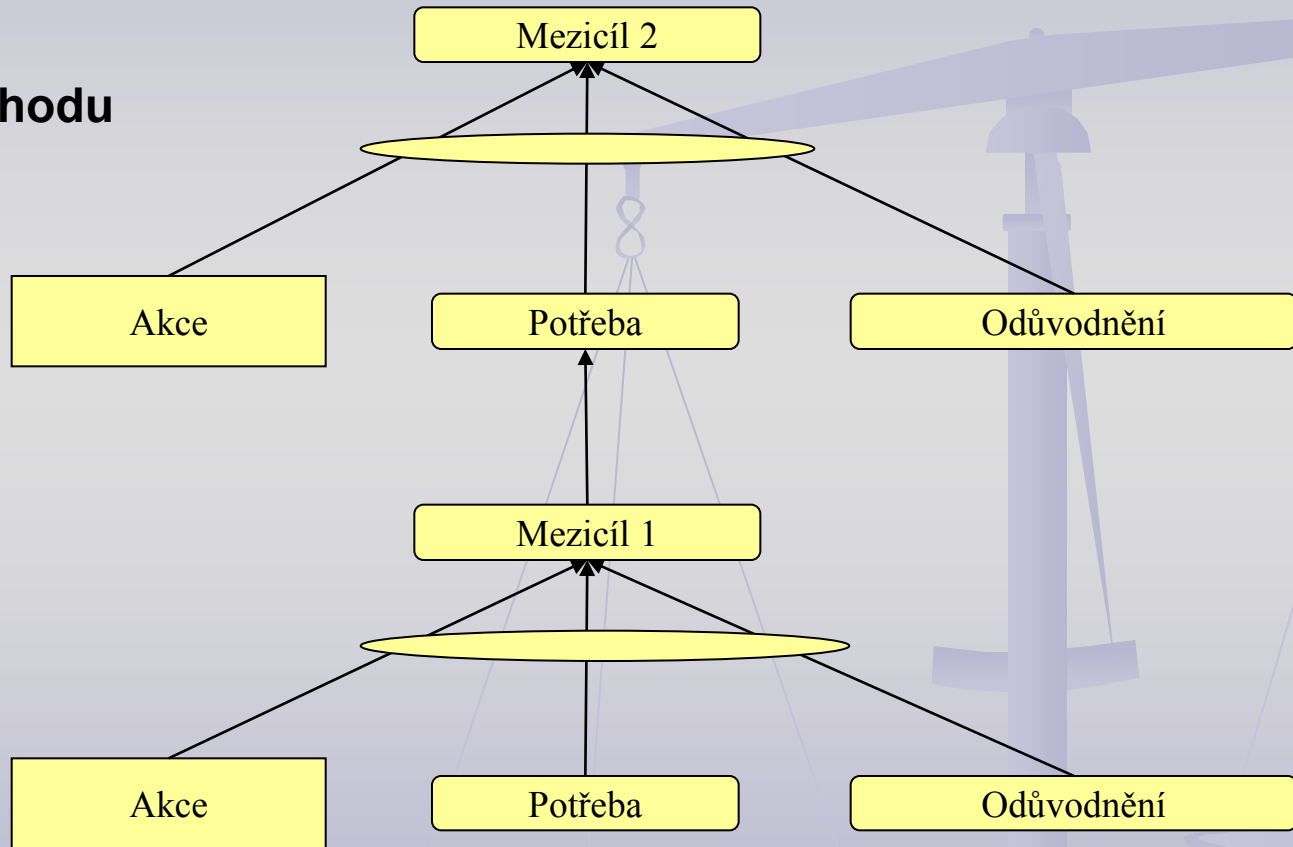 Mezicíl 2
hodu
Akce
Potřeba
Odůvodnění
Mezicíl 1
Akce
Potřeba
Odůvodnění